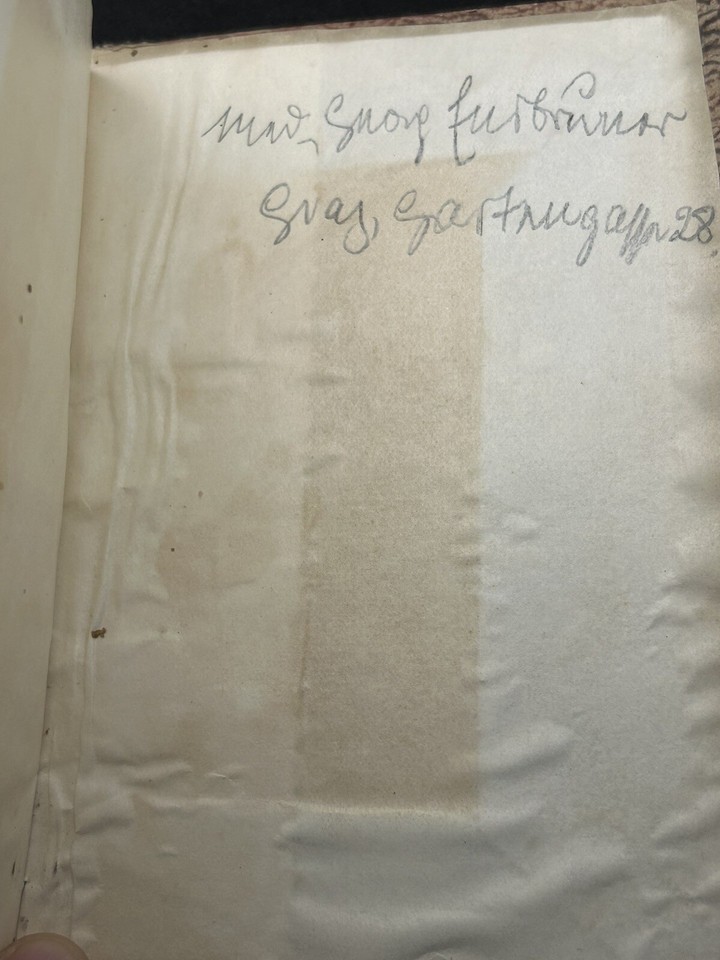 med. Georg
Graz, Gartengasse 28.